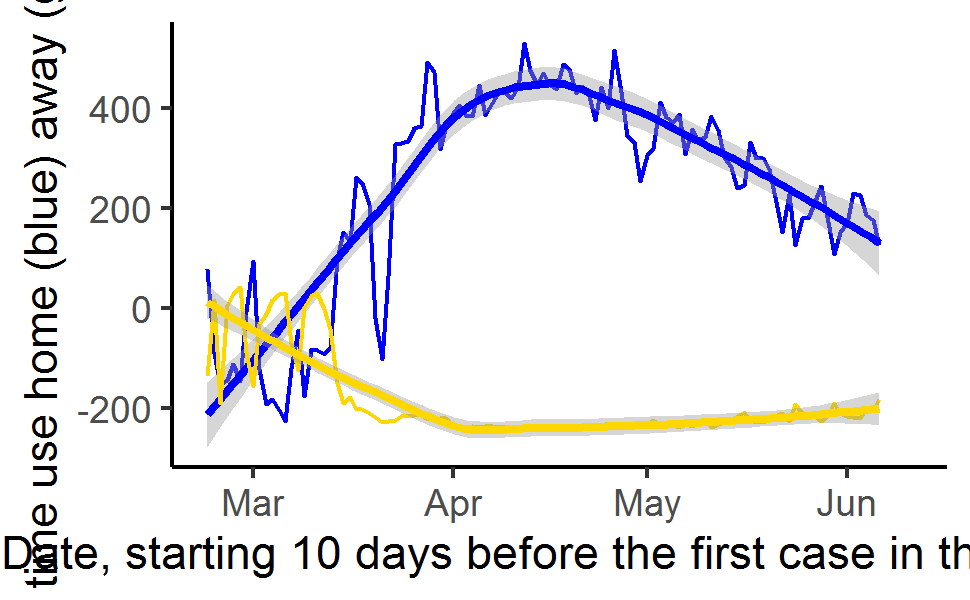 time use home (blue) away (
400
200
0
-200
Mar Apr May Jun
Date, starting 10 days before the first case in th